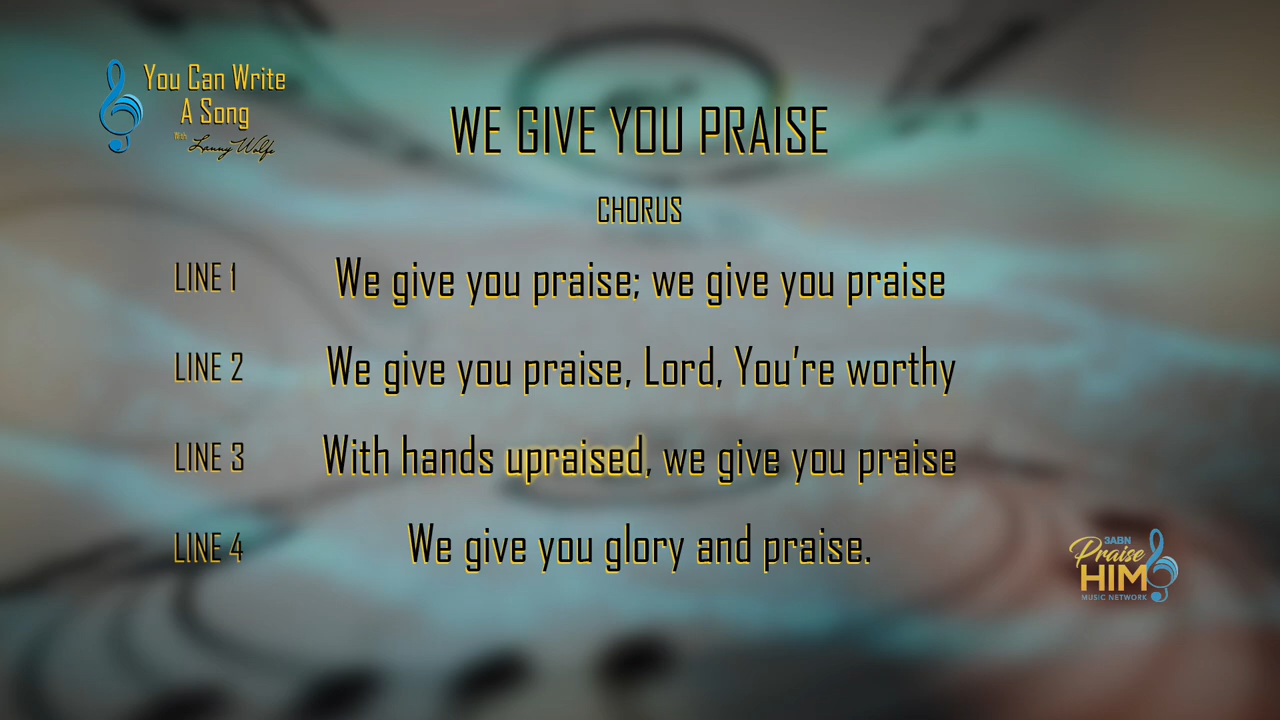 You Can Write
A Song
With Lanny Wolfe
WE GIVE YOU PRAISE
CHORUS
LINE 1 We give you praise; we give you praise
LINE 2 We give you praise, Lord, You're worthy
LINE 3 With hands upraised, we give you praise
LINE 4 We give you glory and praise.
3ABN
Praise
HIM
MUSIC NETWORK